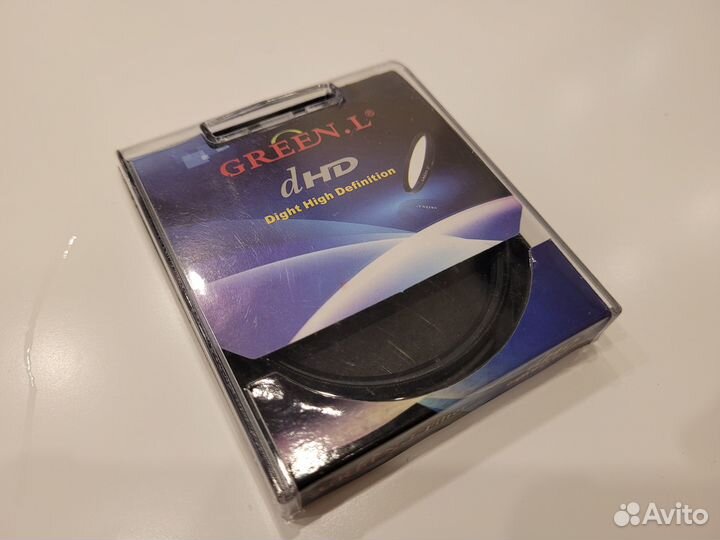 GREEN.L®
dHD
Dight High Definition
Avito